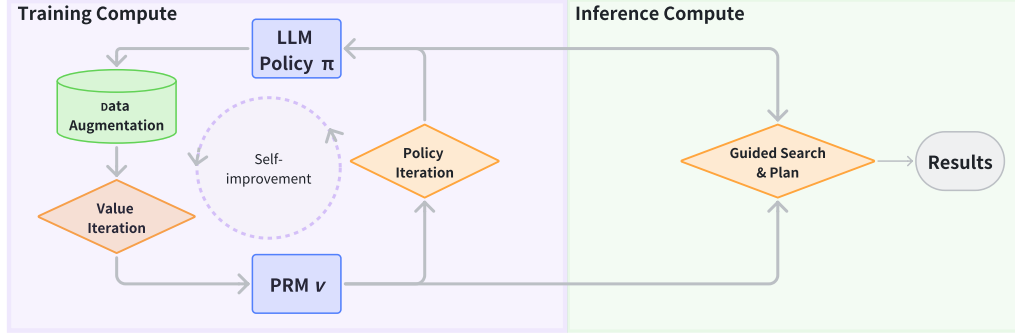 Training Compute
Inference Compute
LLM
Policy π
Data
Augmentation
Self-
improvement
Policy
Iteration
Guided Search
& Plan
Results
Value
Iteration
PRM v